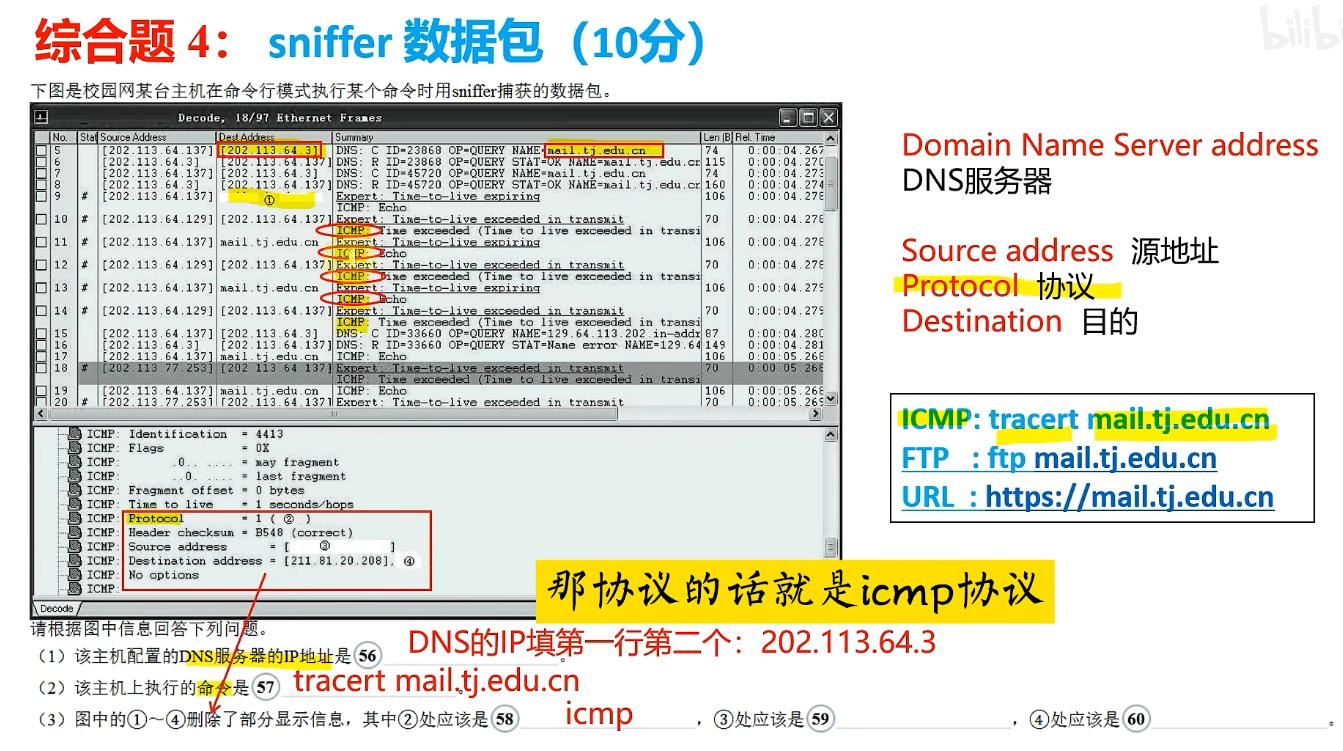 综合题 4： sniffer 数据包（10分）
bilibi
下图是校园网某台主机在命令行模式执行某个命令时用sniffer捕获的数据包。
Decode, 18/97 Ethernet Frames
No. Stat Source Address Dest Address Summary Len (B Rel. Time
5 [202.113.64.137] [202.113.64.3] DNS: C ID=23868 OP=QUERY NAME=mail.tj.edu.cn 74 0:00:04.267
6 [202.113.64.3] [202.113.64.137] DNS: R ID=23868 OP=QUERY STAT=OK NAME=mail.tj.edu.cr 115 0:00:04.270
7 [202.113.64.137] [202.113.64.3] DNS: C ID=45720 OP=QUERY NAME=mail.tj.edu.cn 74 0:00:04.273
8 [202.113.64.3] [202.113.64.137] DNS: R ID=45720 OP=QUERY STAT=OK NAME=mail.tj.edu.cr 160 0:00:04.274
9 # [202.113.64.137] ① Expert: Time-to-live expiring 106 0:00:04.276
ICMP: Echo
10 # [202.113.64.129] [202.113.64.137] Expert: Time-to-live exceeded in transmit 70 0:00:04.278
ICMP: Time exceeded (Time to live exceeded in transi
11 # [202.113.64.137] mail.tj.edu.cn Expert: Time-to-live expiring 106 0:00:04.278
ICMP: Echo
12 # [202.113.64.129] [202.113.64.137] Expert: Time-to-live exceeded in transmit 70 0:00:04.278
ICMP: Time exceeded (Time to live exceeded in transi
13 # [202.113.64.137] mail.tj.edu.cn Expert: Time-to-live expiring 106 0:00:04.279
ICMP: Echo
14 # [202.113.64.129] [202.113.64.137] Expert: Time-to-live exceeded in transmit 70 0:00:04.279
ICMP: Time exceeded (Time to live exceeded in transi
15 [202.113.64.137] [202.113.64.3] DNS: C ID=33660 OP=QUERY NAME=129.64.113.202.in-addr 87 0:00:04.280
16 [202.113.64.3] [202.113.64.137] DNS: R ID=33660 OP=QUERY STAT=Name error NAME=129.64 149 0:00:04.281
17 [202.113.64.137] mail.tj.edu.cn ICMP: Echo 106 0:00:05.268
18 # [202.113.77.253] [202.113.64.137] Expert: Time-to-live exceeded in transmit 70 0:00:05.268
ICMP: Time exceeded (Time to live exceeded in transi
19 [202.113.64.137] mail.tj.edu.cn ICMP: Echo 106 0:00:05.268
20 # [202.113.77.253] [202.113.64.137] Expert: Time-to-live exceeded in transmit 70 0:00:05.269
ICMP: Identification = 4413
ICMP: Flags = 0X
ICMP: .0.. .... = may fragment
ICMP: ..0. .... = last fragment
ICMP: Fragment offset = 0 bytes
ICMP: Time to live = 1 seconds/hops
ICMP: Protocol = 1 ( ② )
ICMP: Header checksum = B548 (correct)
ICMP: Source address = [ ③ ]
ICMP: Destination address = [211.81.20.208], ④
ICMP: No options
ICMP:
Decode
Domain Name Server address
DNS服务器
Source address 源地址
Protocol 协议
Destination 目的
ICMP: tracert mail.tj.edu.cn
FTP : ftp mail.tj.edu.cn
URL : https://mail.tj.edu.cn
那协议的话就是icmp协议
请根据图中信息回答下列问题。
DNS的IP填第一行第二个：202.113.64.3
（1）该主机配置的DNS服务器的IP地址是 56 。
（2）该主机上执行的命令是 57 tracert mail.tj.edu.cn 。
（3）图中的①～④删除了部分显示信息，其中②处应该是 58 icmp ，③处应该是 59 ，④处应该是 60 。